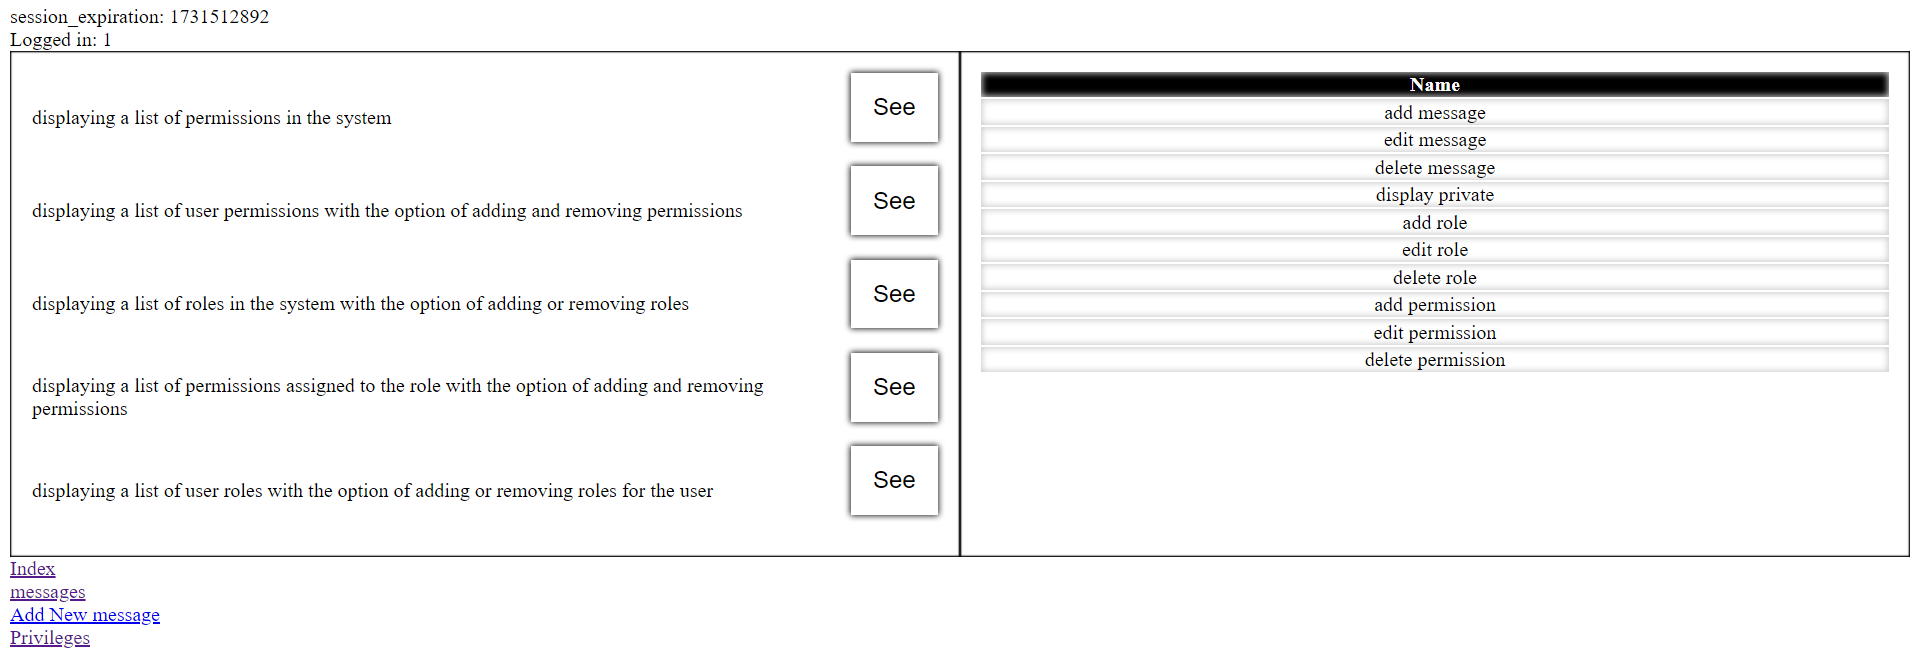 session_expiration: 1731512892
Logged in: 1
displaying a list of permissions in the system
See
displaying a list of user permissions with the option of adding and removing permissions
See
displaying a list of roles in the system with the option of adding or removing roles
See
displaying a list of permissions assigned to the role with the option of adding and removing
permissions
See
displaying a list of user roles with the option of adding or removing roles for the user
See
Name
add message
edit message
delete message
display private
add role
edit role
delete role
add permission
edit permission
delete permission
Index
messages
Add New message
Privileges